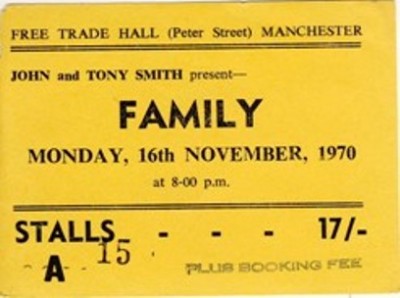 FREE TRADE HALL (Peter Street) MANCHESTER
JOHN and TONY SMITH present—
FAMILY
MONDAY, 16th NOVEMBER, 1970
at 8-00 p.m.
STALLS - - - 17/-
A 15
PLUS BOOKING FEE